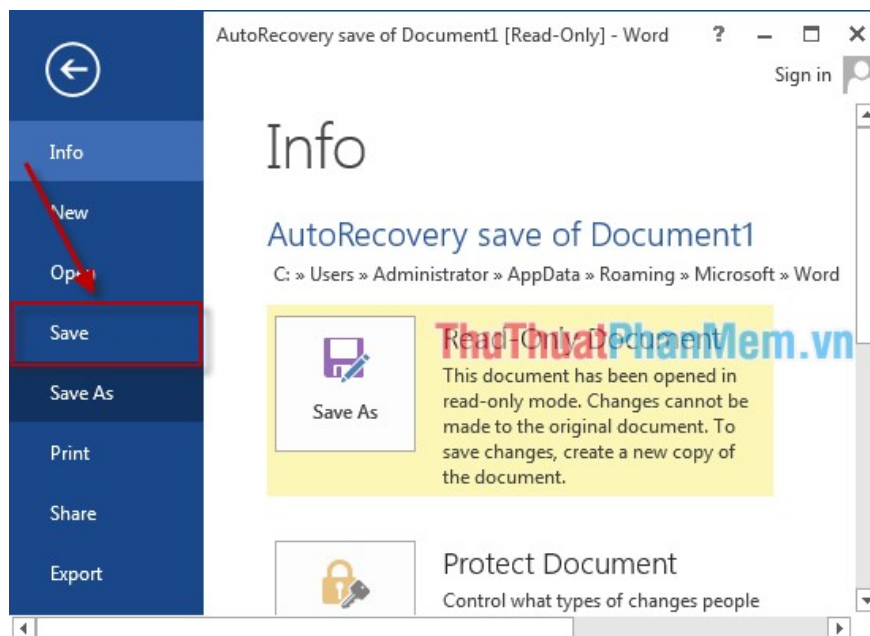 AutoRecovery save of Document1 [Read-Only] - Word
?
Sign in
Info
New
Open
Save
Save As
Print
Share
Export
Info
AutoRecovery save of Document1
C: » Users » Administrator » AppData » Roaming » Microsoft » Word
Save As
Read-Only Document
ThuThuatPhanMem.vn
This document has been opened in
read-only mode. Changes cannot be
made to the original document. To
save changes, create a new copy of
the document.
Protect Document
Control what types of changes people